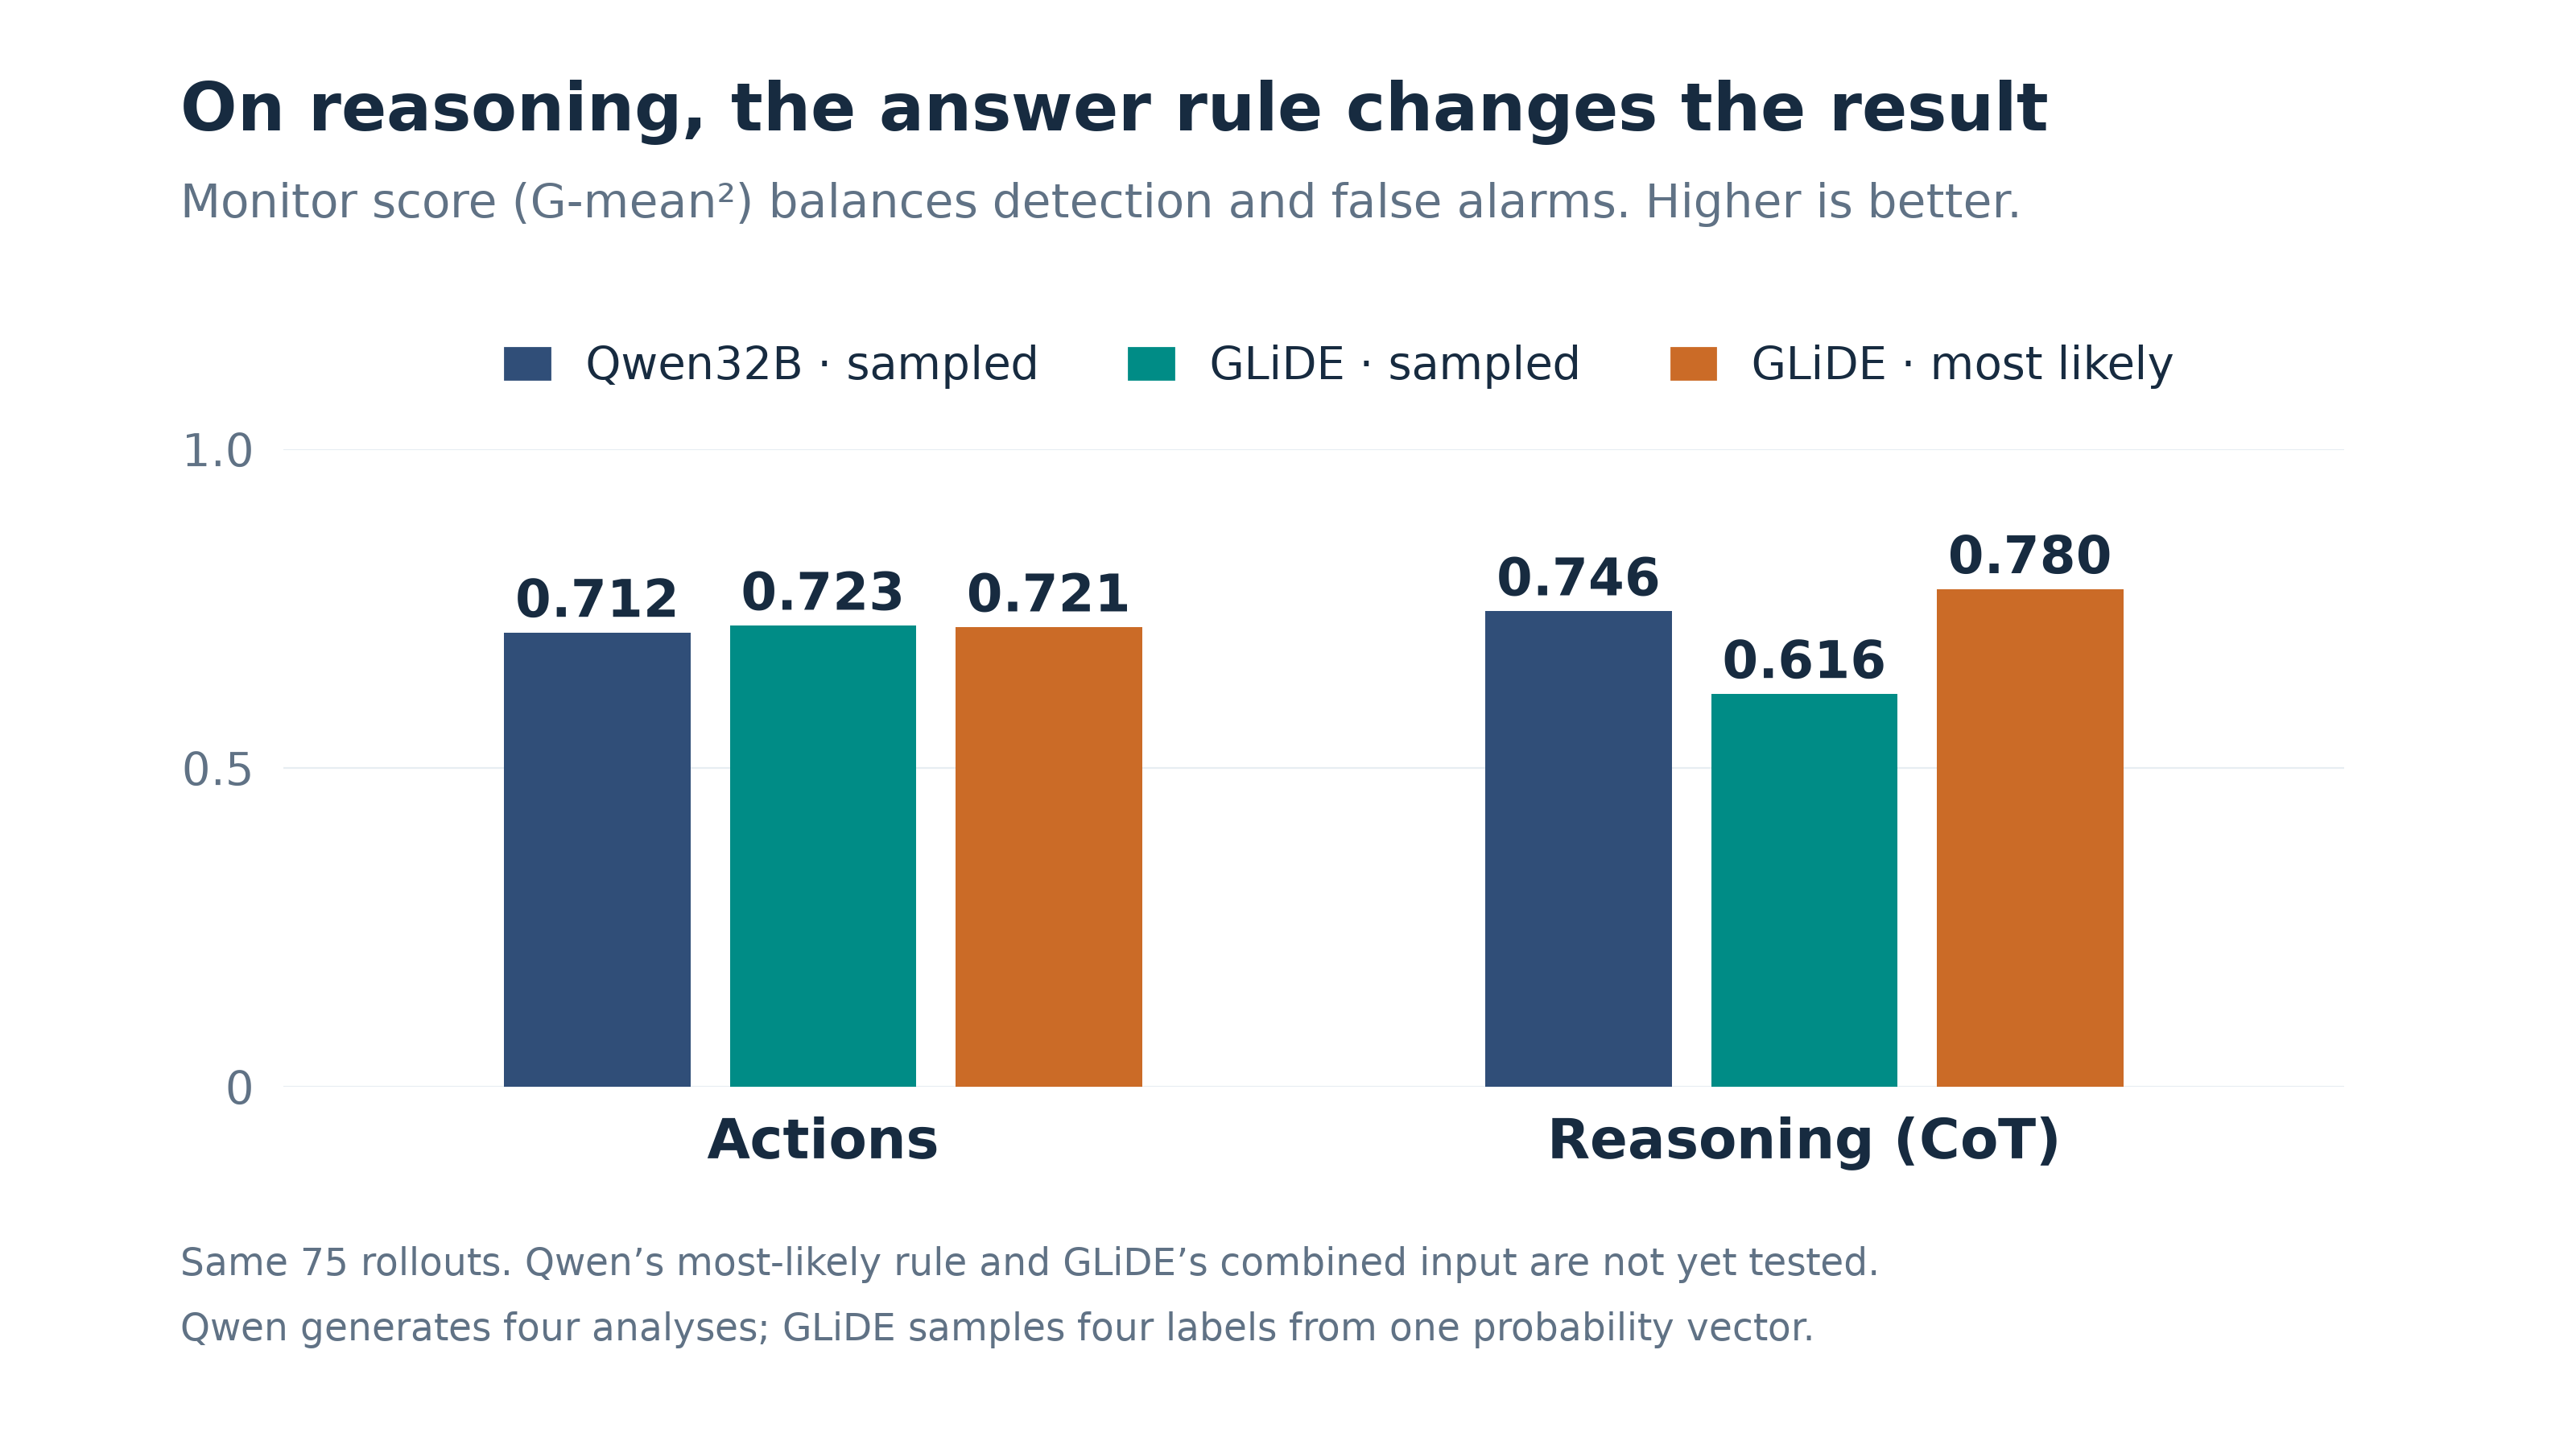 On reasoning, the answer rule changes the result
Monitor score (G-mean²) balances detection and false alarms. Higher is better.
Qwen32B · sampled
GLiDE · sampled
GLiDE · most likely
1.0
0.5
0
0.712
0.723
0.721
0.746
0.616
0.780
Actions
Reasoning (CoT)
Same 75 rollouts. Qwen’s most-likely rule and GLiDE’s combined input are not yet tested.
Qwen generates four analyses; GLiDE samples four labels from one probability vector.